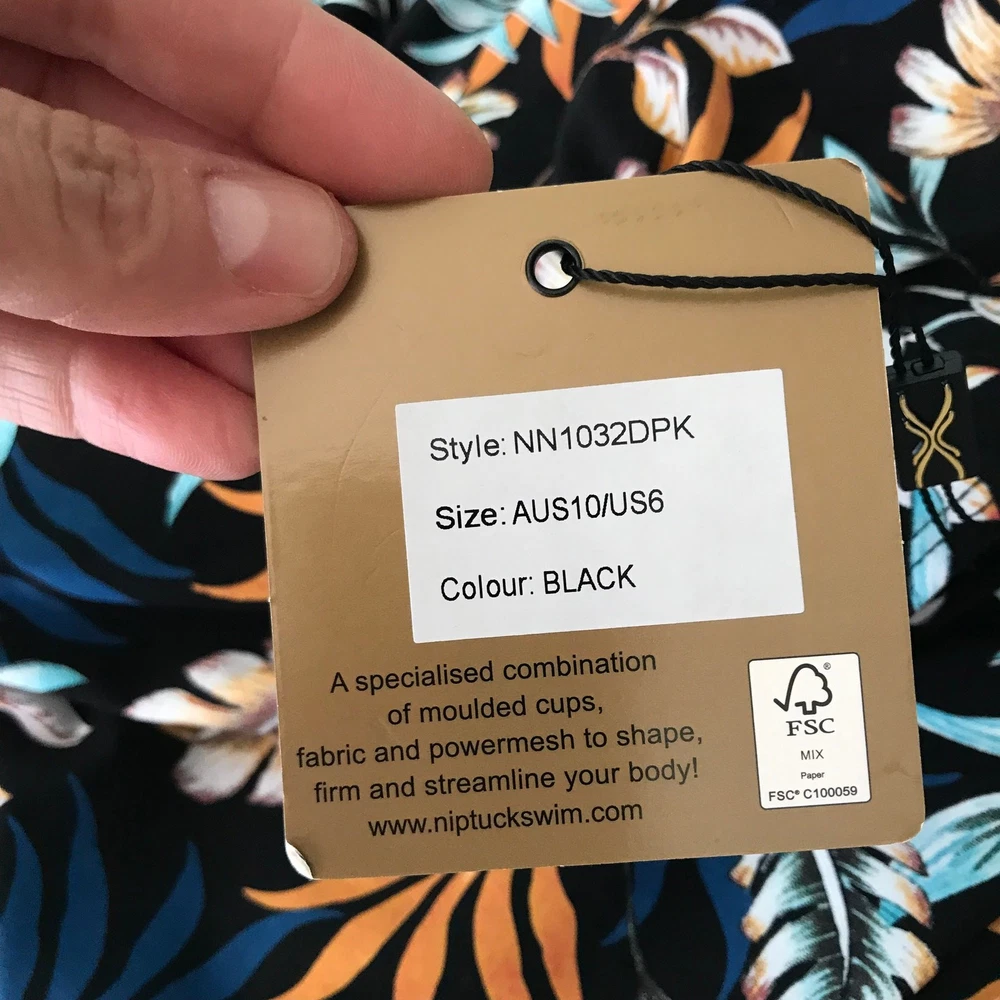 Style: NN1032DPK
Size: AUS10/US6
Colour: BLACK
A specialised combination
of moulded cups,
fabric and powermesh to shape,
firm and streamline your body!
www.niptuckswim.com
®
FSC
MIX
Paper
FSC® C100059